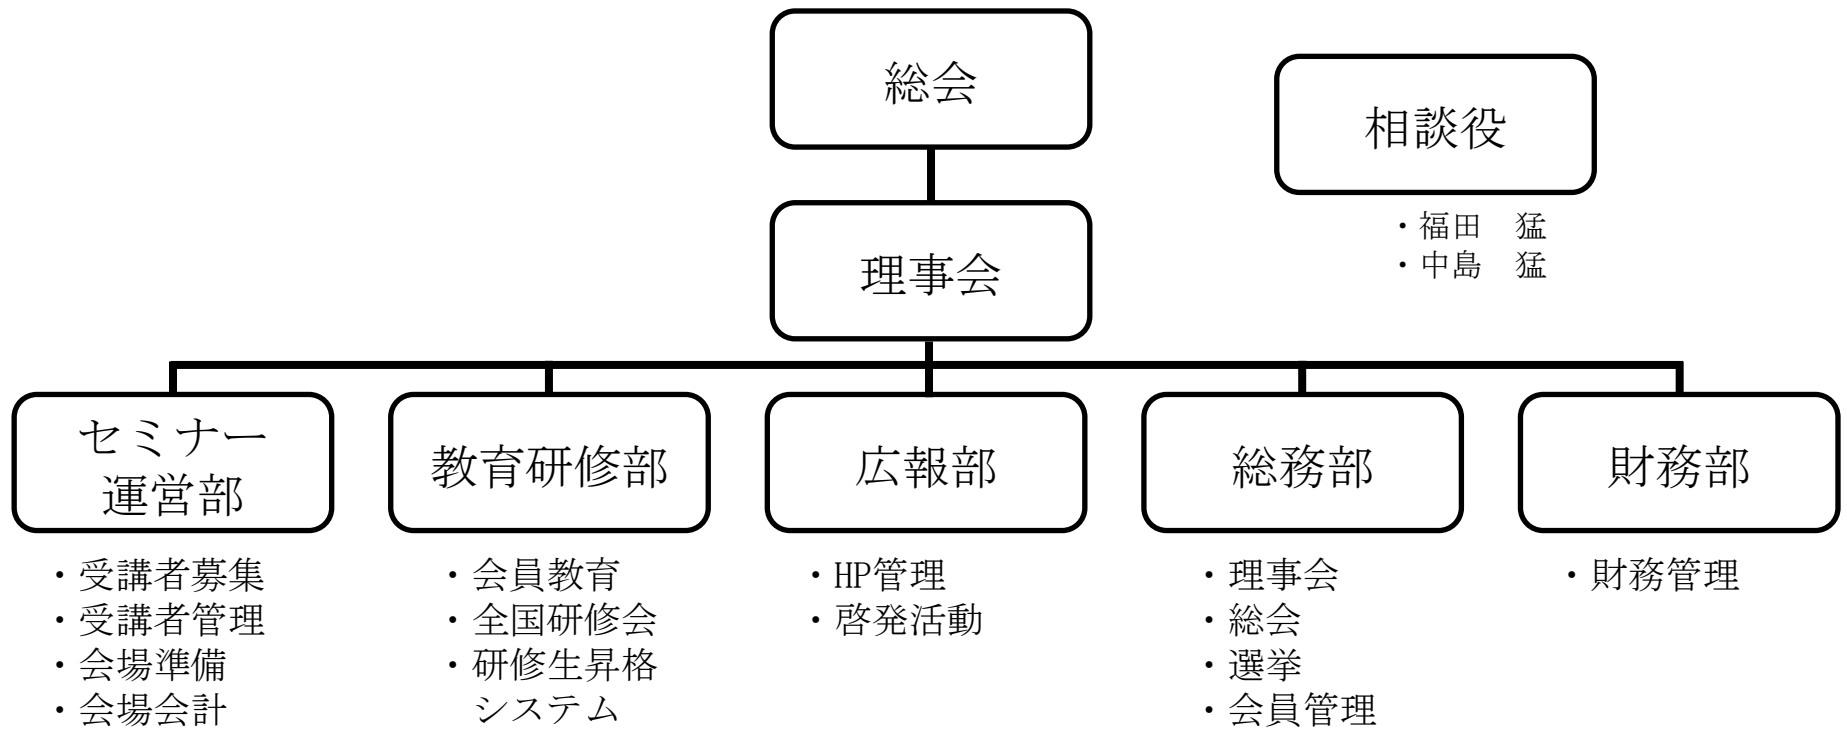 総会
相談役
・福田　猛
・中島　猛
理事会
セミナー
運営部
教育研修部
広報部
総務部
財務部
・受講者募集
・受講者管理
・会場準備
・会場会計
・会員教育
・全国研修会
・研修生昇格
システム
・HP管理
・啓発活動
・理事会
・総会
・選挙
・会員管理
・財務管理